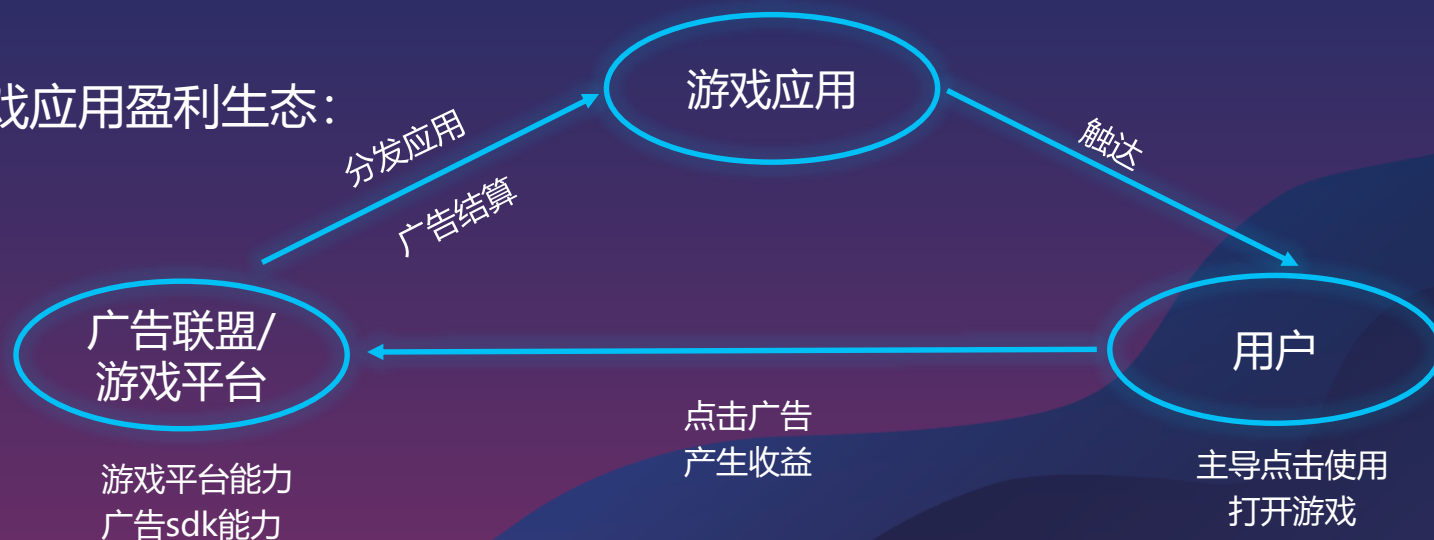 戏应用盈利生态：
游戏应用
分发应用
广告结算
触达
广告联盟/
游戏平台
用户
点击广告
产生收益
游戏平台能力
广告sdk能力
主导点击使用
打开游戏